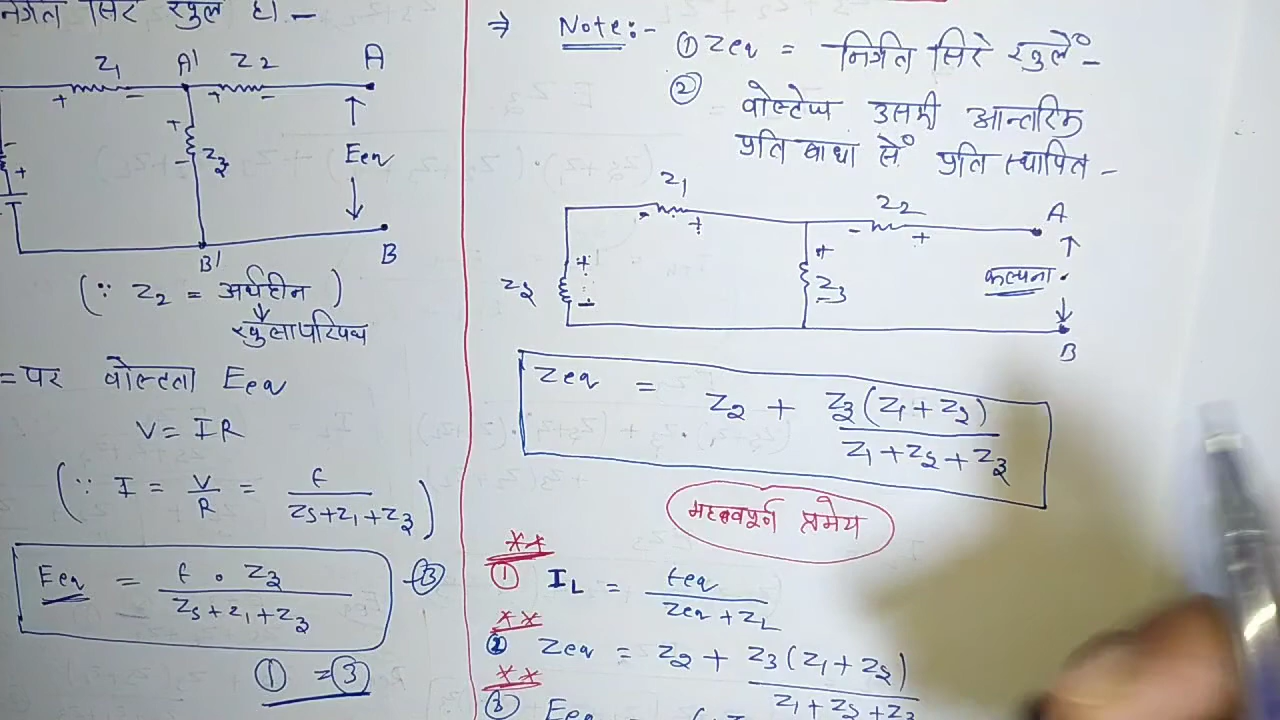 निर्गत सिरे खुले हो। -
Z1 A' Z2 A
+ - + -
+
- Z3
Eeq
B' B
(∵ Z2 = अर्थहीन )
↓
खुला परिपथ
= पर वोल्टता Eeq
V = IR
(∵ I = V/R = E/(Zs+Z1+Z3))
Eeq = E • Z3/(Zs+Z1+Z3) -③
① = ③
⇒ Note:- ① Zeq = निर्गत सिरे खुलें -
② वोल्टेज उसकी आन्तरिक
प्रति बाधा सें प्रति स्थापित -
Z1 Z2 A
- + - +
Zs + - + Z3 -
कल्पना.
B
Zeq = Z2 + Z3(Z1+Zs)/(Z1+Zs+Z3)
महत्वपूर्ण प्रमेय
**
① IL = Eeq/(Zeq+ZL)
**
② Zeq = Z2 + Z3(Z1+Zs)/(Z1+Zs+Z3)
**
③ Eeq